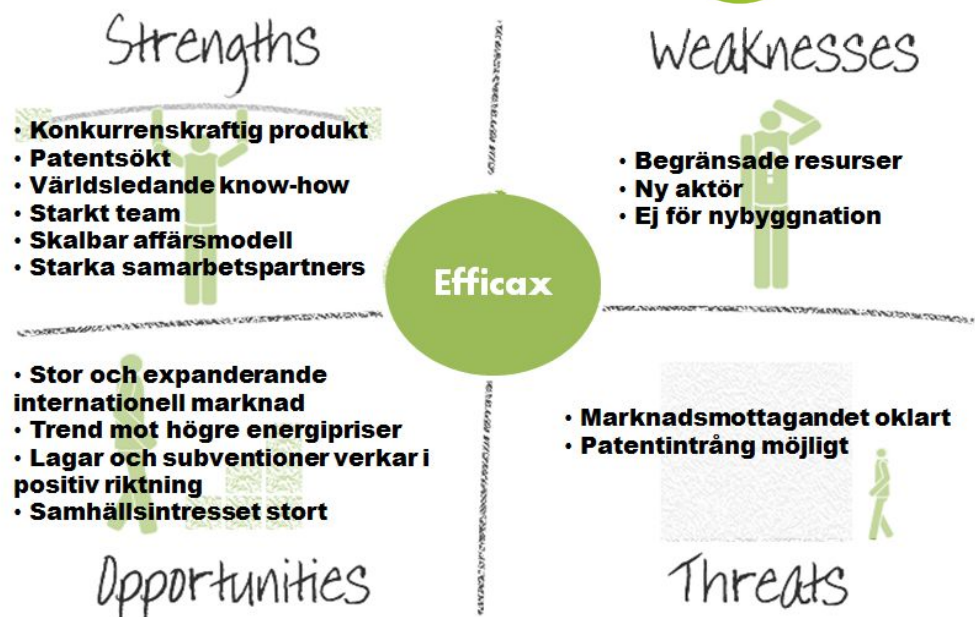 Strengths
• Konkurrenskraftig produkt
• Patentsökt
• Världsledande know-how
• Starkt team
• Skalbar affärsmodell
• Starka samarbetspartners
Weaknesses
• Begränsade resurser
• Ny aktör
• Ej för nybyggnation
Efficax
• Stor och expanderande
internationell marknad
• Trend mot högre energipriser
• Lagar och subventioner verkar i
positiv riktning
• Samhällsintresset stort
Opportunities
• Marknadsmottagandet oklart
• Patentintrång möjligt
Threats